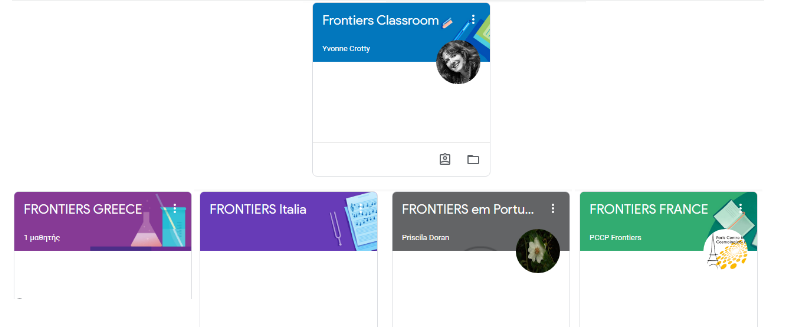 Frontiers Classroom
Yvonne Crotty
FRONTIERS GREECE
1 μαθητής
FRONTIERS Italia
FRONTIERS em Portu...
Priscila Doran
FRONTIERS FRANCE
PCCP Frontiers